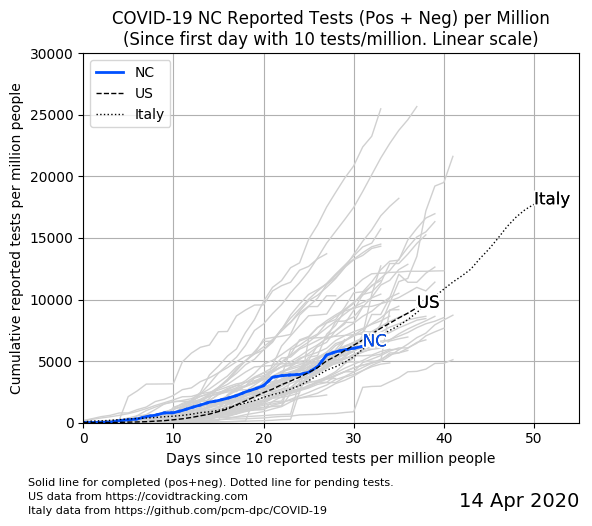 COVID-19 NC Reported Tests (Pos + Neg) per Million
(Since first day with 10 tests/million. Linear scale)
Cumulative reported tests per million people
30000
25000
20000
15000
10000
5000
0
NC
US
Italy
Italy
US
NC
0 10 20 30 40 50
Days since 10 reported tests per million people
Solid line for completed (pos+neg). Dotted line for pending tests.
US data from https://covidtracking.com
Italy data from https://github.com/pcm-dpc/COVID-19
14 Apr 2020